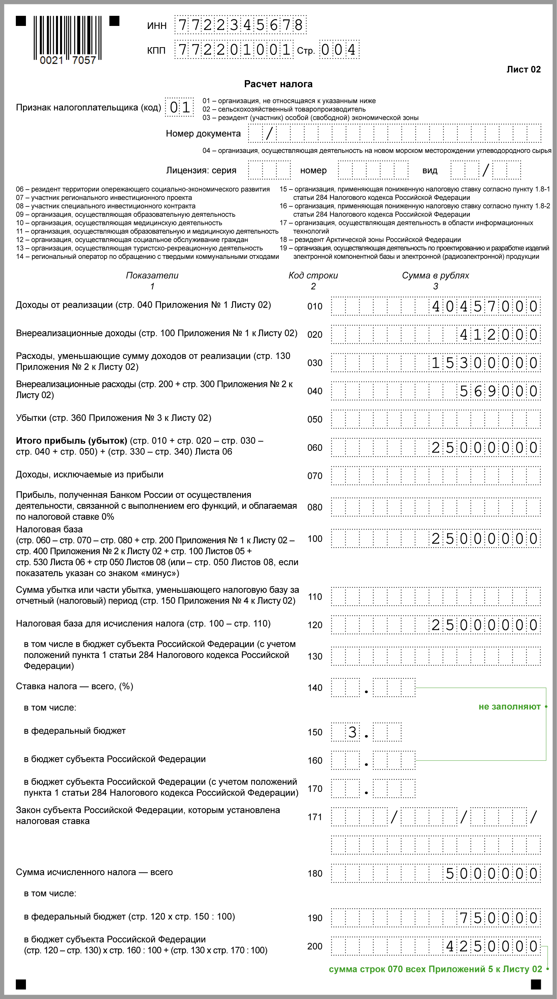 ИНН 7722345678
0021 7057
КПП 772201001 Стр. 004
Лист 02
Расчет налога
Признак налогоплательщика (код) 01
01 – организация, не относящаяся к указанным ниже
02 – сельскохозяйственный товаропроизводитель
03 – резидент (участник) особой (свободной) экономической зоны
Номер документа /
04 – организация, осуществляющая деятельность на новом морском месторождении углеводородного сырья
Лицензия: серия номер вид /
06 – резидент территории опережающего социально-экономического развития
07 – участник регионального инвестиционного проекта
08 – участник специального инвестиционного контракта
09 – организация, осуществляющая образовательную деятельность
10 – организация, осуществляющая медицинскую деятельность
11 – организация, осуществляющая образовательную и медицинскую деятельность
12 – организация, осуществляющая социальное обслуживание граждан
13 – организация, осуществляющая туристско-рекреационную деятельность
14 – региональный оператор по обращению с твердыми коммунальными отходами
15 – организация, применяющая пониженную налоговую ставку согласно пункту 1.8-1
статьи 284 Налогового кодекса Российской Федерации
16 – организация, применяющая пониженную налоговую ставку согласно пункту 1.8-2
статьи 284 Налогового кодекса Российской Федерации
17 – организация, осуществляющая деятельность в области информационных
технологий
18 – резидент Арктической зоны Российской Федерации
19 – организация, осуществляющая деятельность по проектированию и разработке изделий
электронной компонентной базы и электронной (радиоэлектронной) продукции
Показатели Код строки Сумма в рублях
1 2 3
Доходы от реализации (стр. 040 Приложения № 1 Листу 02) 010 40457000
Внереализационные доходы (стр. 100 Приложения № 1 к Листу 02) 020 412000
Расходы, уменьшающие сумму доходов от реализации (стр. 130
Приложения № 2 к Листу 02) 030 15300000
Внереализационные расходы (стр. 200 + стр. 300 Приложения № 2 к
Листу 02) 040 569000
Убытки (стр. 360 Приложения № 3 к Листу 02) 050
Итого прибыль (убыток) (стр. 010 + стр. 020 – стр. 030 –
стр. 040 + стр. 050) + (стр. 330 – стр. 340) Листа 06 060 25000000
Доходы, исключаемые из прибыли 070
Прибыль, полученная Банком России от осуществления
деятельности, связанной с выполнением его функций, и облагаемая 080
по налоговой ставке 0%
Налоговая база
(стр. 060 – стр. 070 – стр. 080 + стр. 200 Приложения № 1 к Листу 02 – 100 25000000
стр. 400 Приложения № 2 к Листу 02 + стр. 100 Листов 05 +
стр. 530 Листа 06 + стр 050 Листов 08 (или – стр. 050 Листов 08, если
показатель указан со знаком «минус»)
Сумма убытка или части убытка, уменьшающего налоговую базу за
отчетный (налоговый) период (стр. 150 Приложения № 4 к Листу 02) 110
Налоговая база для исчисления налога (стр. 100 – стр. 110) 120 25000000
в том числе в бюджет субъекта Российской Федерации (с учетом
положений пункта 1 статьи 284 Налогового кодекса Российской 130
Федерации)
Ставка налога — всего, (%) 140 .
в том числе:
не заполняют
в федеральный бюджет 150 3.
в бюджет субъекта Российской Федерации 160 .
в бюджет субъекта Российской Федерации (с учетом положений
пункта 1 статьи 284 Налогового кодекса Российской Федерации) 170 .
Закон субъекта Российской Федерации, которым установлена
налоговая ставка 171 / / /
Сумма исчисленного налога — всего 180 5000000
в том числе:
в федеральный бюджет (стр. 120 х стр. 150 : 100) 190 750000
в бюджет субъекта Российской Федерации
(стр. 120 – стр. 130) х стр. 160 : 100 + (стр. 130 х стр. 170 : 100) 200 4250000
сумма строк 070 всех Приложений 5 к Листу 02